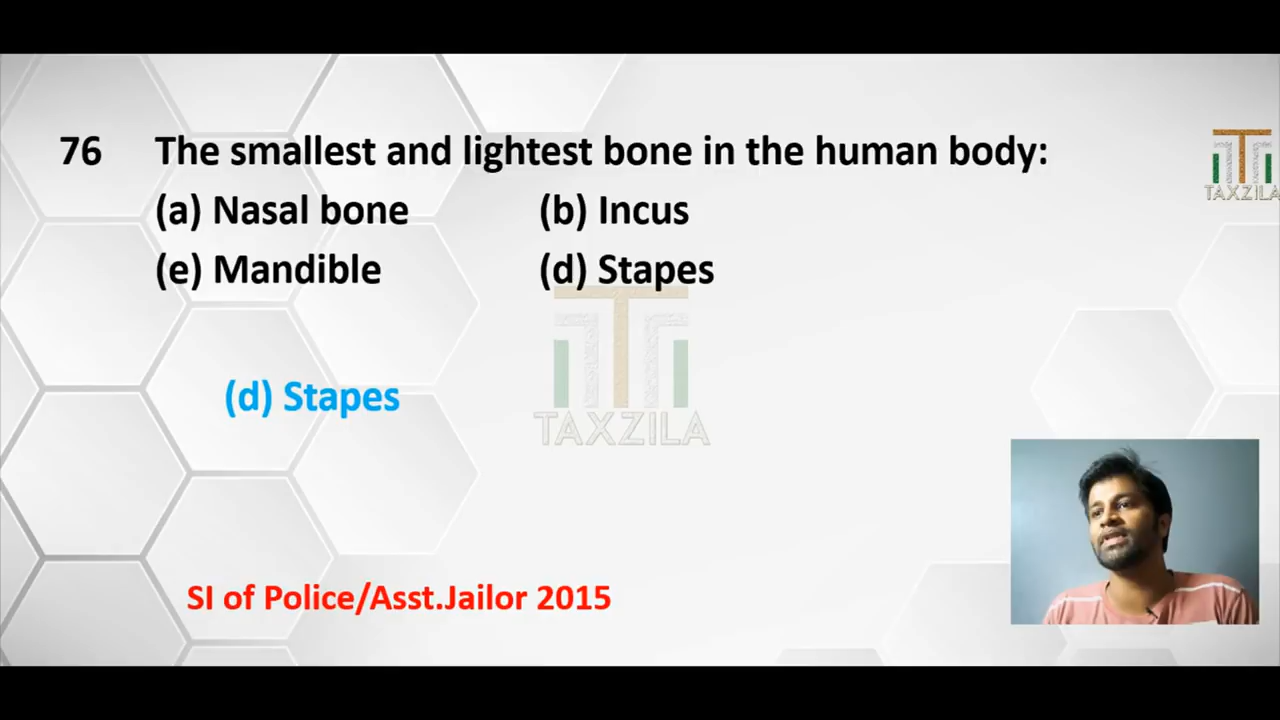 76 The smallest and lightest bone in the human body:
(a) Nasal bone (b) Incus
(e) Mandible (d) Stapes
(d) Stapes
SI of Police/Asst.Jailor 2015
TAXZILA
TAXZILA